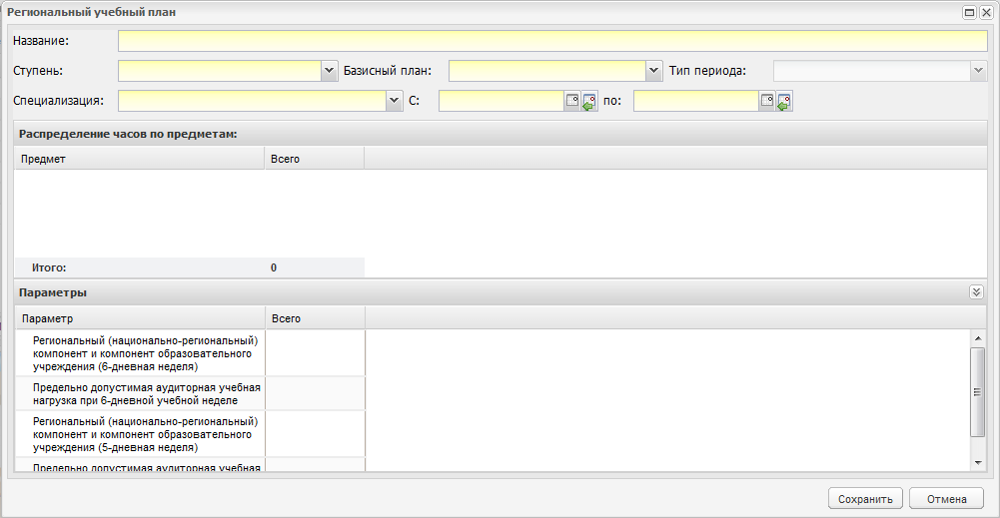 Региональный учебный план
Название:
Ступень: Базисный план: Тип периода:
Специализация: С: по:
Распределение часов по предметам:
Предмет Всего
Итого: 0
Параметры
Параметр Всего
Региональный (национально-региональный)
компонент и компонент образовательного
учреждения (6-дневная неделя)
Предельно допустимая аудиторная учебная
нагрузка при 6-дневной учебной неделе
Региональный (национально-региональный)
компонент и компонент образовательного
учреждения (5-дневная неделя)
Предельно допустимая аудиторная учебная
Сохранить Отмена